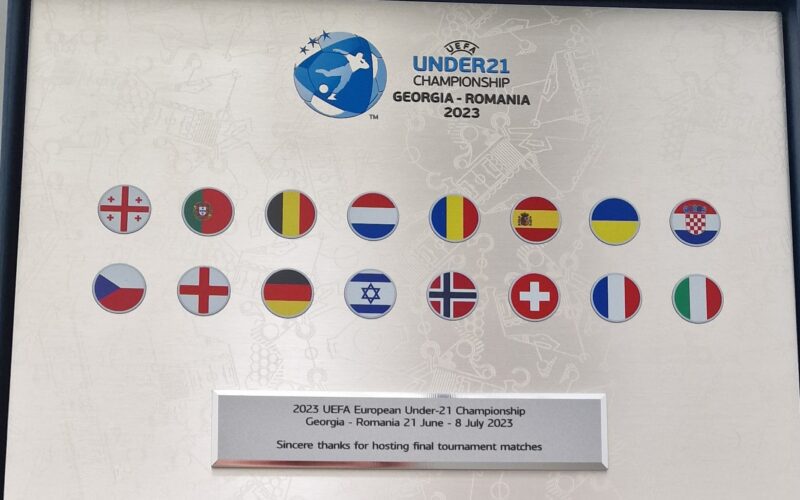 UEFA
UNDER21
CHAMPIONSHIP
GEORGIA - ROMANIA
2023
TM
2023 UEFA European Under-21 Championship
Georgia - Romania 21 June - 8 July 2023
Sincere thanks for hosting final tournament matches